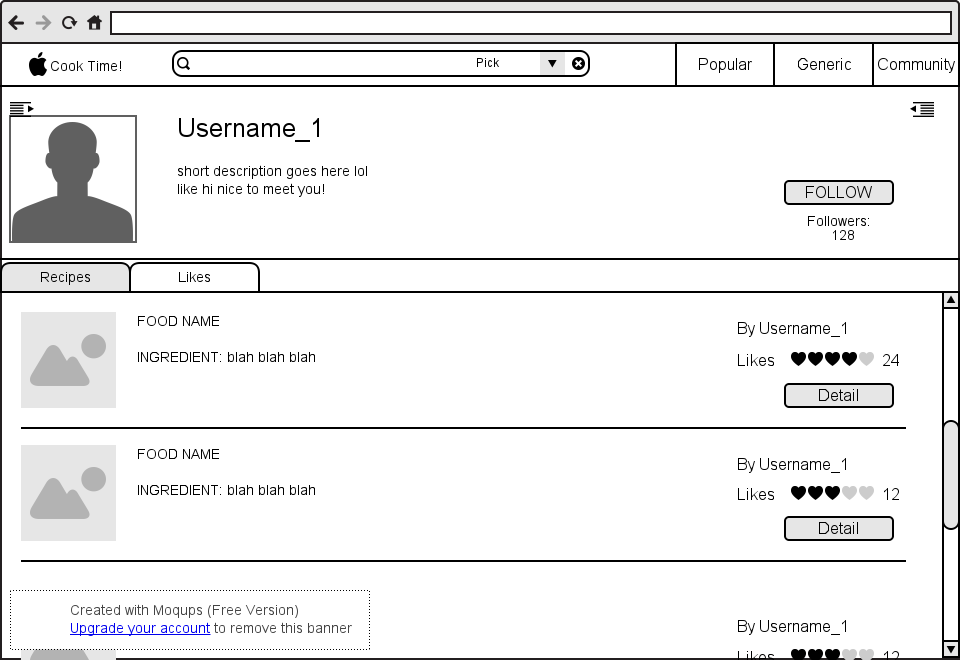 Cook Time!
Pick
Popular
Generic
Community
Username_1
short description goes here lol
like hi nice to meet you!
FOLLOW
Followers:
128
Recipes
Likes
FOOD NAME
INGREDIENT: blah blah blah
By Username_1
Likes 24
Detail
FOOD NAME
INGREDIENT: blah blah blah
By Username_1
Likes 12
Detail
Created with Moqups (Free Version)
Upgrade your account to remove this banner
By Username_1
Likes 12